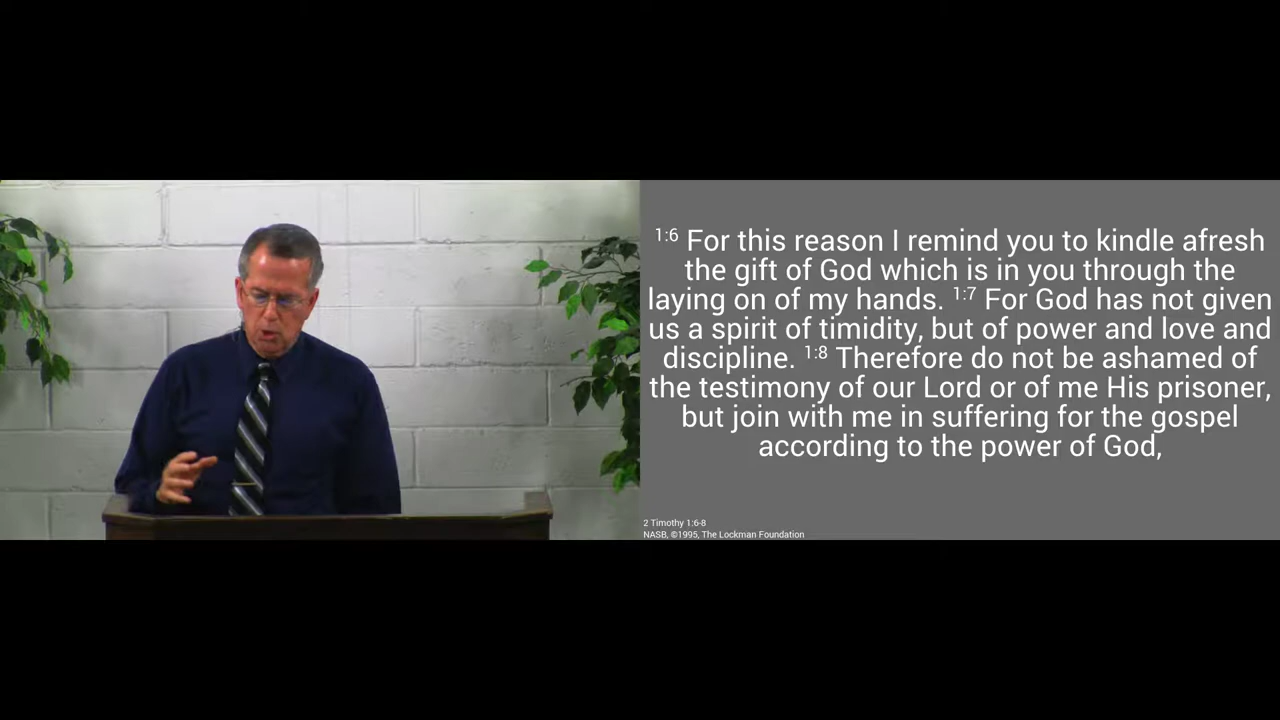 1:6 For this reason I remind you to kindle afresh
the gift of God which is in you through the
laying on of my hands. 1:7 For God has not given
us a spirit of timidity, but of power and love and
discipline. 1:8 Therefore do not be ashamed of
the testimony of our Lord or of me His prisoner,
but join with me in suffering for the gospel
according to the power of God,
2 Timothy 1:6-8
NASB, ©1995, The Lockman Foundation